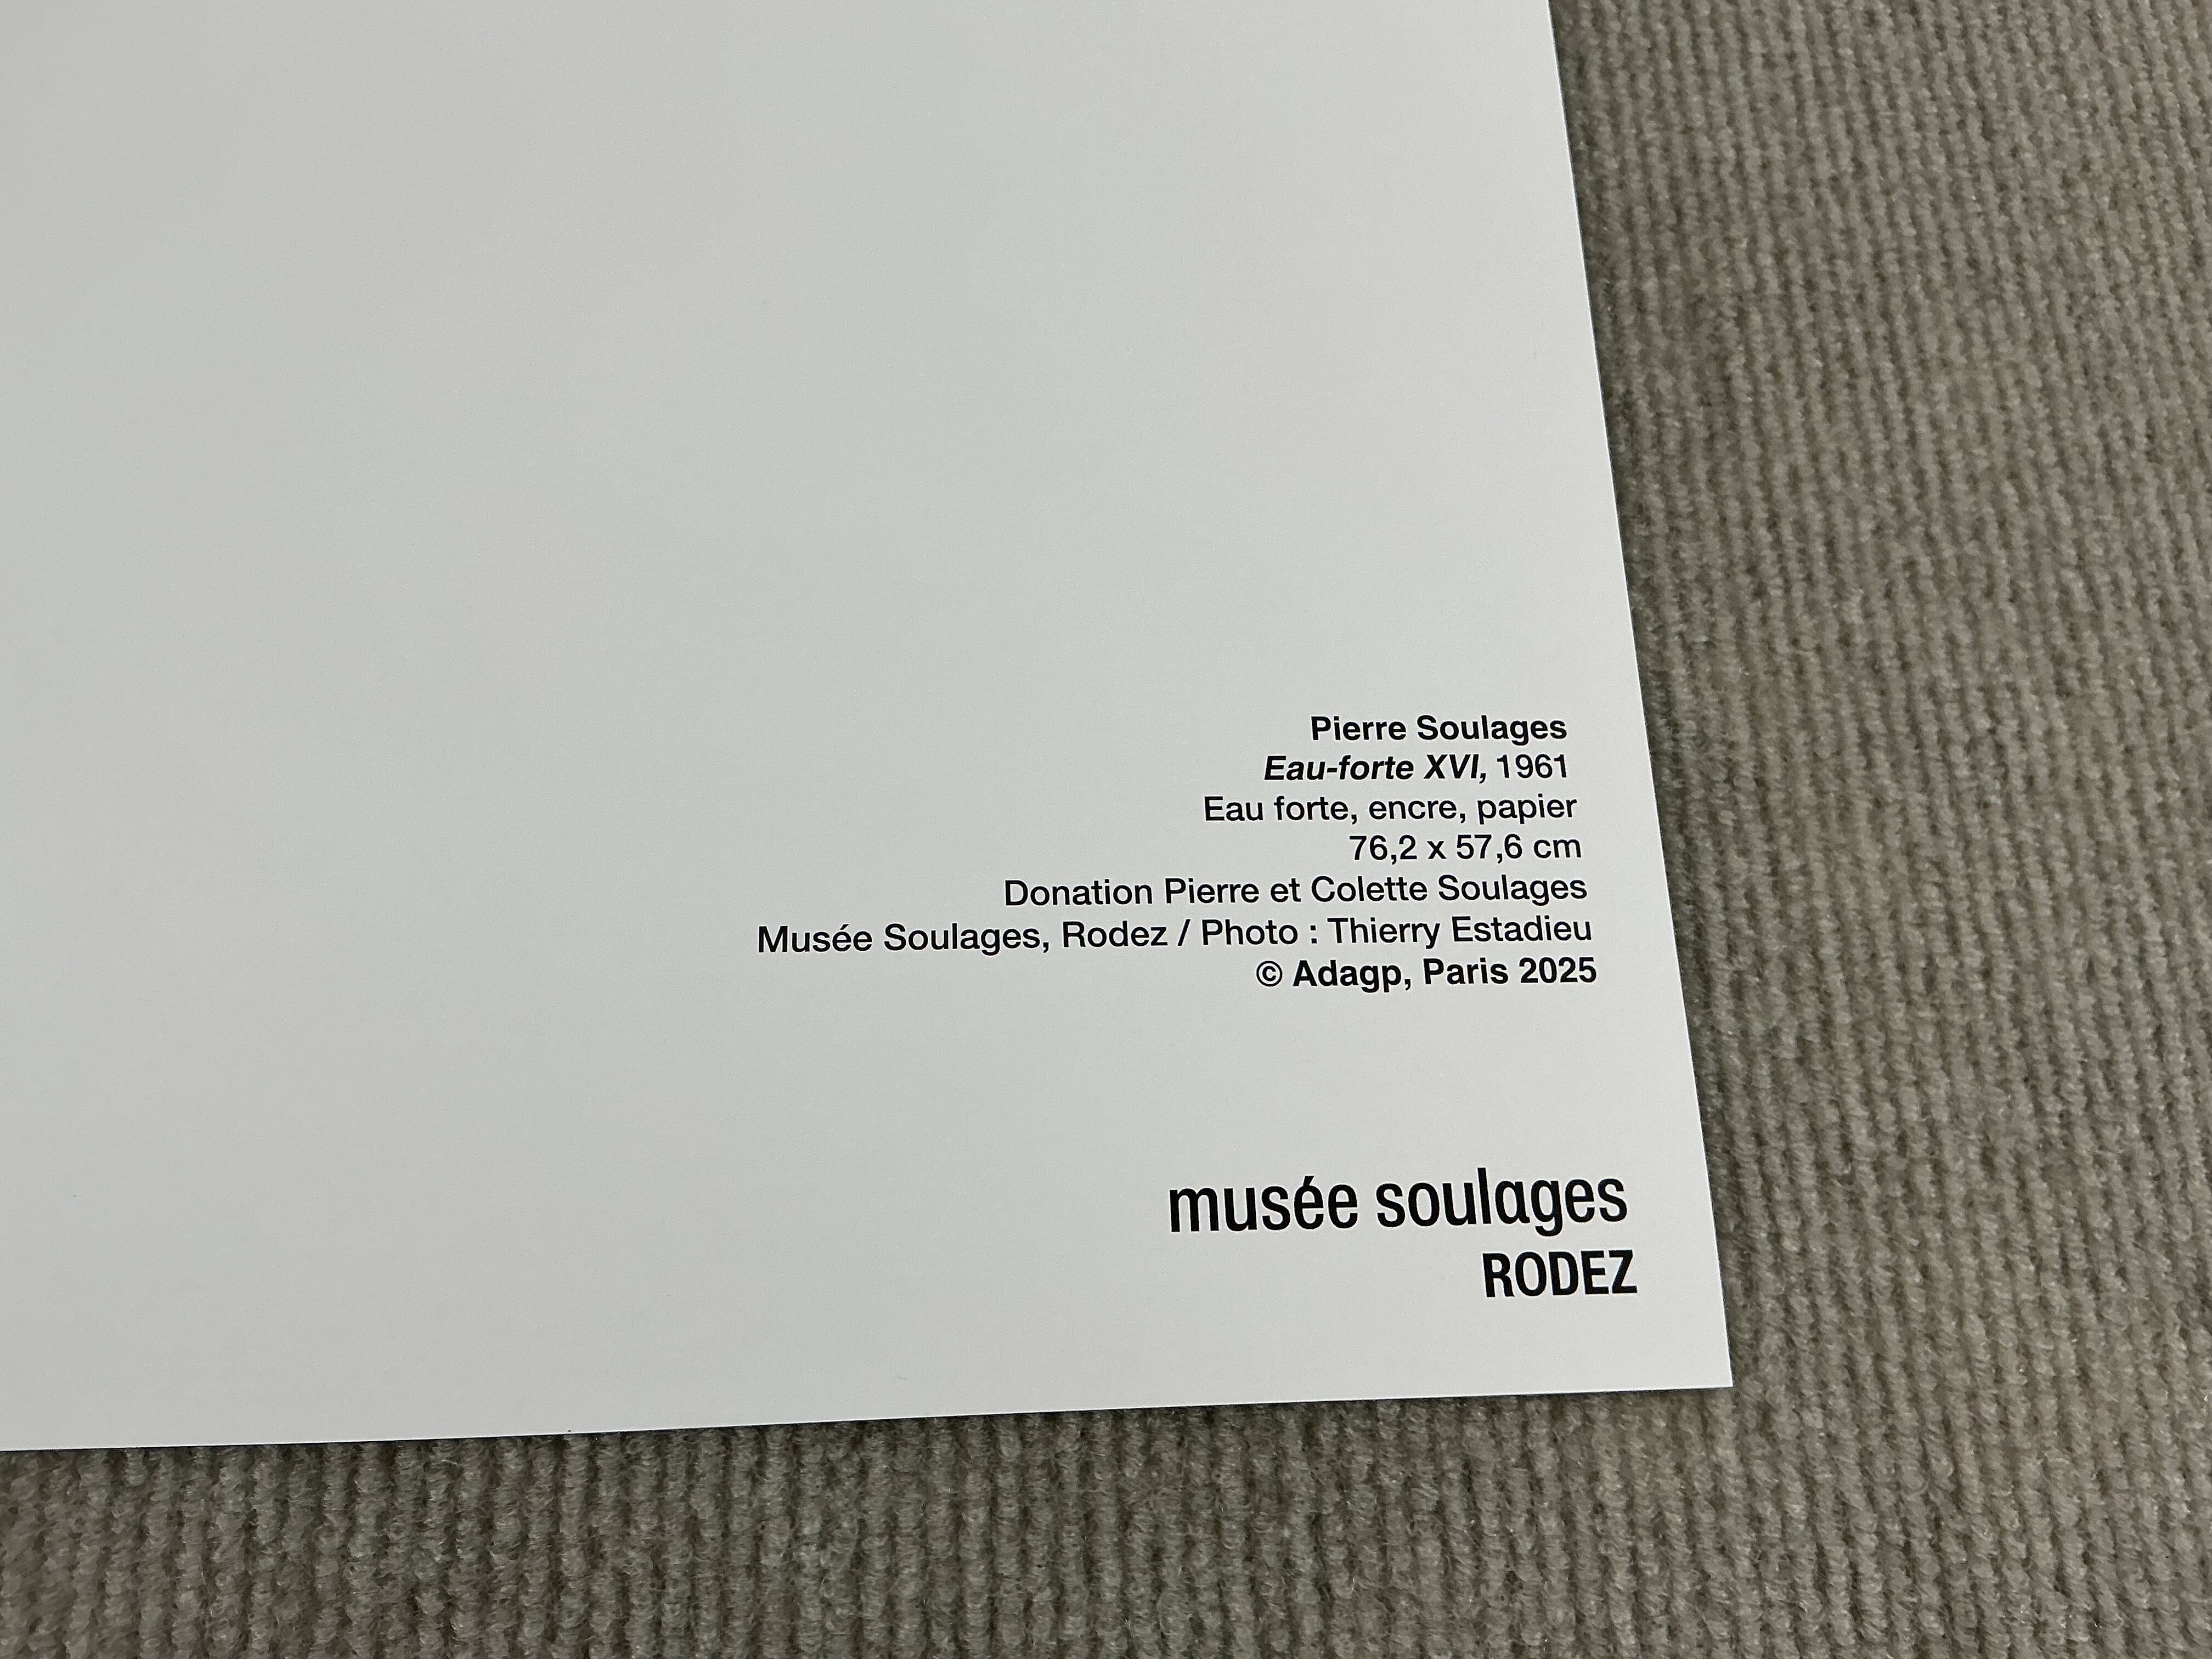 Pierre Soulages
Eau-forte XVI, 1961
Eau forte, encre, papier
76,2 x 57,6 cm
Donation Pierre et Colette Soulages
Musée Soulages, Rodez / Photo : Thierry Estadieu
© Adagp, Paris 2025
musée soulages
RODEZ